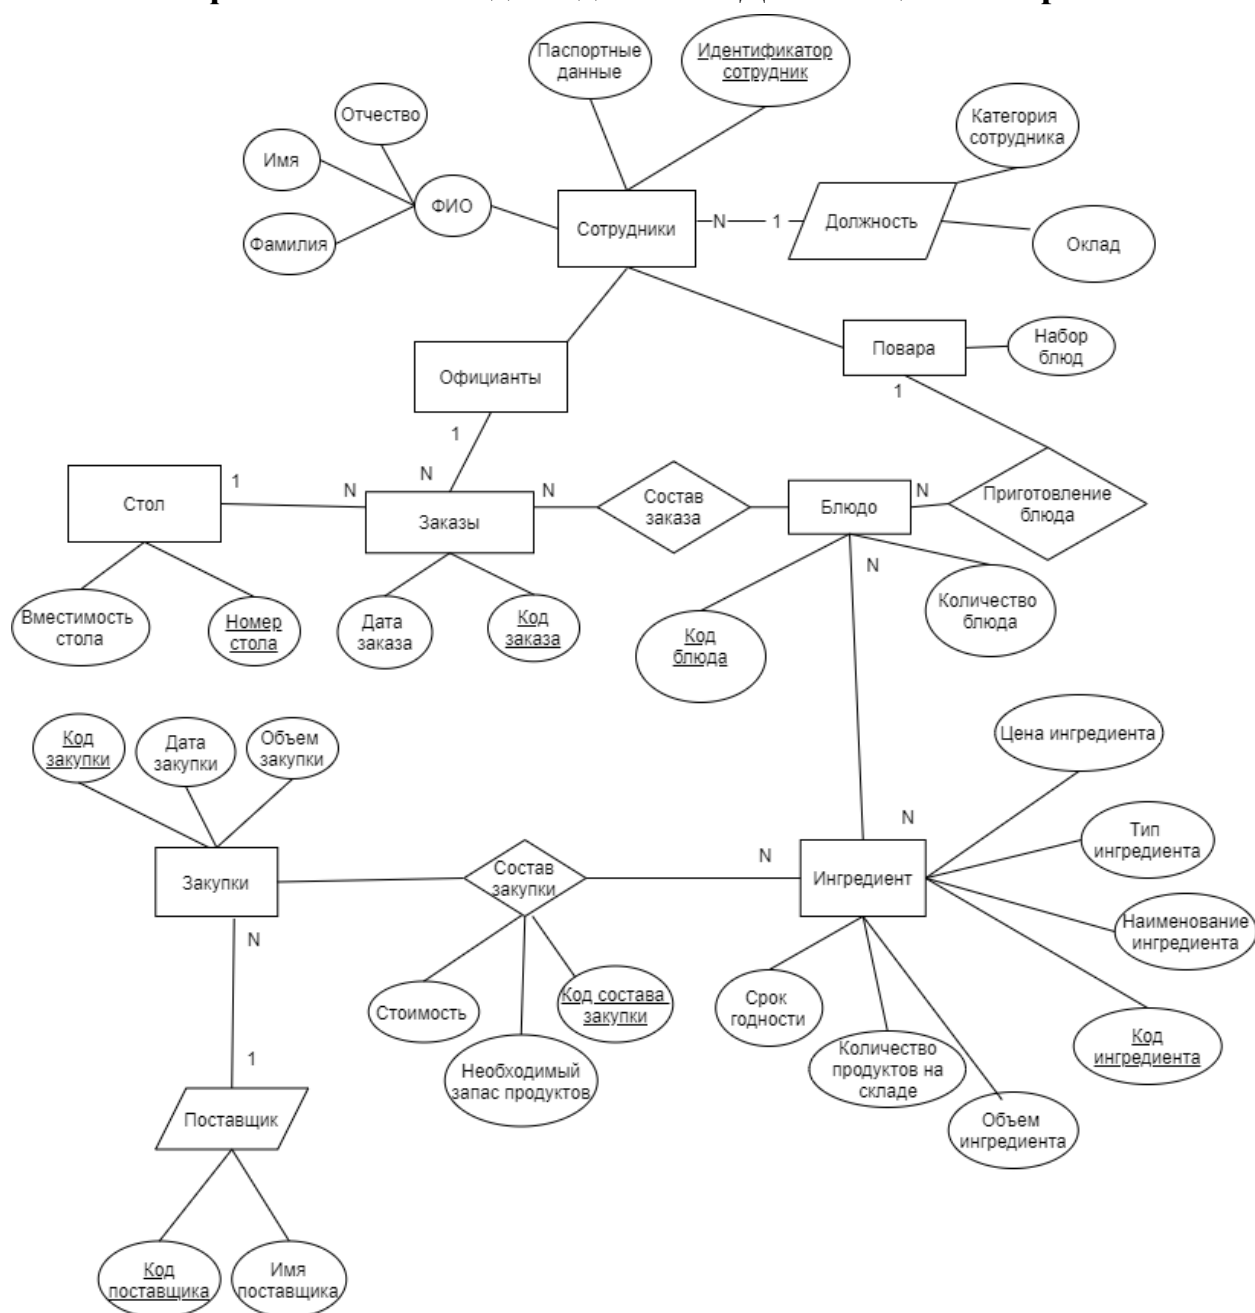 Паспортные
данные
Идентификатор
сотрудник
Отчество
Категория
сотрудника
Имя
ФИО
Фамилия
Сотрудники
N
1
Должность
Оклад
Официанты
Повара
Набор
блюд
1
1
Стол
1
N
N
Заказы
N
Состав
заказа
Блюдо
N
Приготовление
блюда
N
Вместимость
стола
Номер
стола
Дата
заказа
Код
заказа
Код
блюда
Количество
блюда
Код
закупки
Дата
закупки
Объем
закупки
Цена ингредиента
N
Тип
ингредиента
Закупки
Состав
закупки
N
Ингредиент
Наименование
ингредиента
N
Стоимость
Код состава
закупки
Необходимый
запас продуктов
Срок
годности
Количество
продуктов на
складе
Код
ингредиента
Объем
ингредиента
1
Поставщик
Код
поставщика
Имя
поставщика